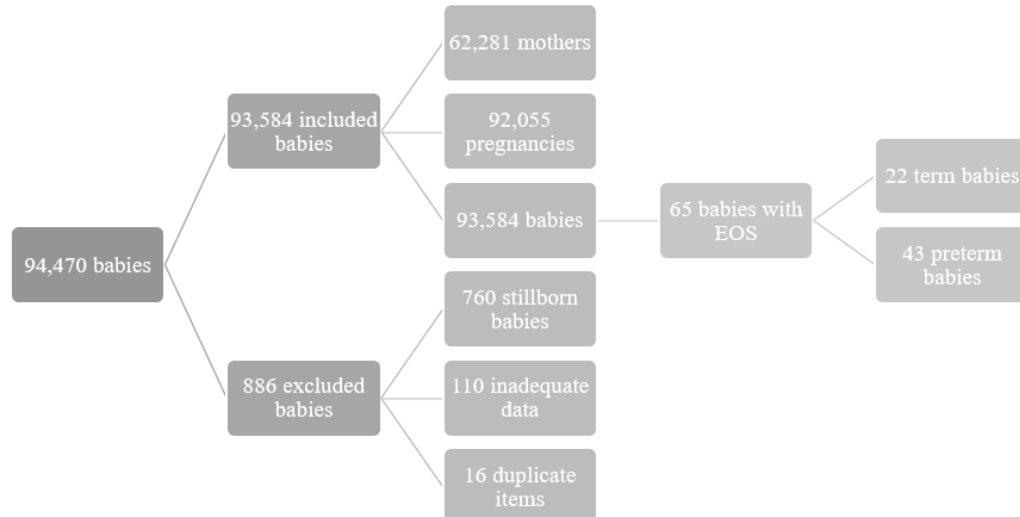 62,281 mothers
93,584 included
babies
92,055
pregnancies
93,584 babies
65 babies with
EOS
22 term babies
43 preterm
babies
94,470 babies
760 stillborn
babies
886 excluded
babies
110 inadequate
data
16 duplicate
items